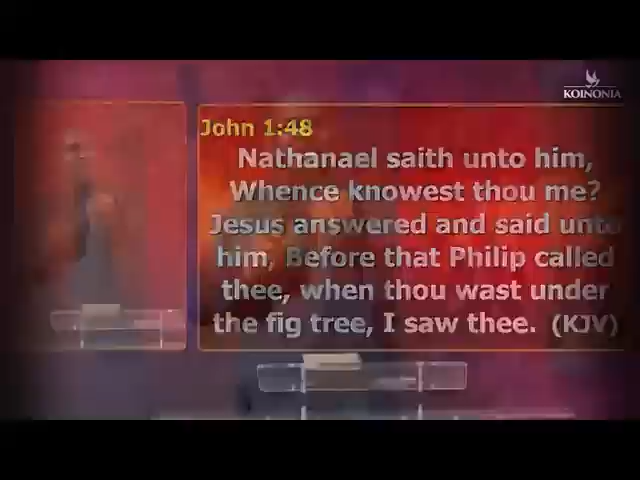 KOINONIA
John 1:48
Nathanael saith unto him,
Whence knowest thou me?
Jesus answered and said unto
him, Before that Philip called
thee, when thou wast under
the fig tree, I saw thee. (KJV)